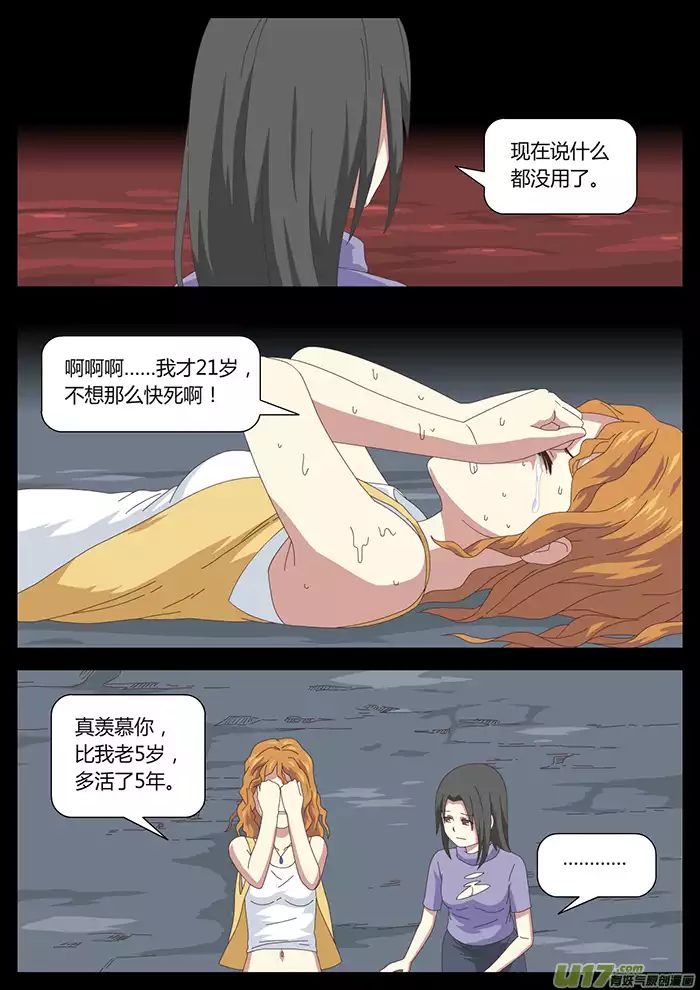 现在说什么
都没用了。
啊啊啊……我才21岁，
不想那么快死啊！
真羡慕你，
比我老5岁，
多活了5年。
…………
U17.com
有妖气原创漫画